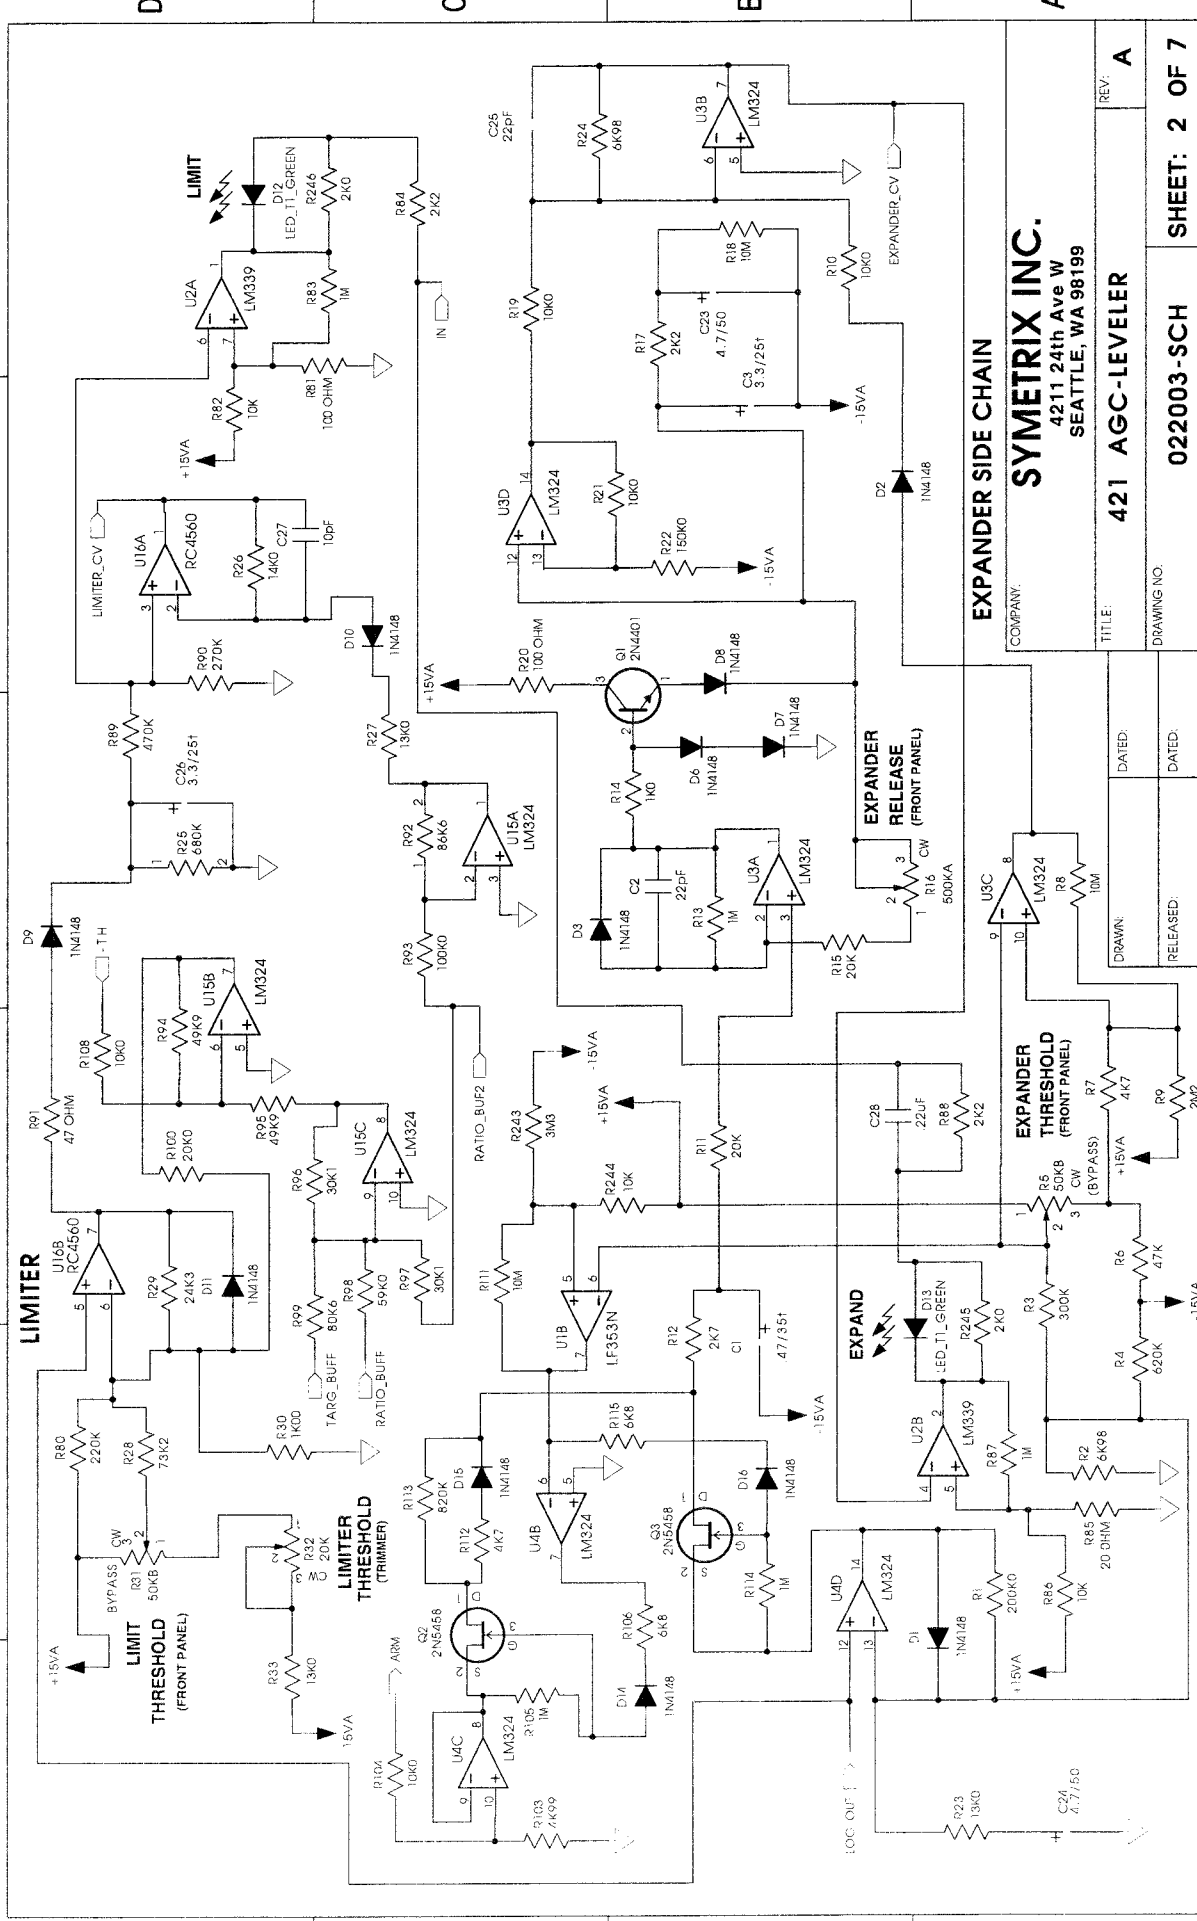 D
C
B
A
LIMITER
+15VA
BYPASS
CW
R31
50KB
LIMIT
THRESHOLD
(FRONT PANEL)
R80
220K
R28
73K2
R33
13K0
15VA
R32
20K
LIMITER
THRESHOLD
(TRIMMER)
R30
1K00
U16B
RC4560
R29
24K3
D11
1N4148
R100
20K0
R91
47 OHM
R108
10K0
-TH
R94
49K9
U15B
LM324
R95
49K9
R96
30K1
U15C
LM324
R99
80K6
R98
59K0
R97
30K1
TARG_BUFF
RATIO_BUFF
D9
1N4148
R25
680K
C26
3.3/25t
R89
470K
R90
270K
LIMITER_CV
U16A
RC4560
R26
14K0
C27
10pF
D10
1N4148
R27
13K0
R92
86K6
U15A
LM324
R93
100K0
RATIO_BUF2
+15VA
R82
10K
R81
100 OHM
U2A
LM339
R83
1M
LIMIT
D12
LED_T1_GREEN
R246
2K0
R84
2K2
IN
R104
10K0
ARM
R103
4K99
U4C
LM324
R105
1M
Q2
2N5458
R113
820K
R112
4K7
D15
1N4148
D14
1N4148
R106
6K8
U4B
LM324
R115
6K8
D16
1N4148
Q3
2N5458
R114
1M
U1B
LF353N
R111
10M
R243
3M3
-15VA
R244
10K
+15VA
R12
2K7
C1
47/35t
-15VA
R11
20K
D3
1N4148
C2
22pF
R13
1M
U3A
LM324
R14
1K0
R15
20K
R16
500KA
CW
EXPANDER
RELEASE
(FRONT PANEL)
+15VA
R20
100 OHM
Q1
2N4401
D6
1N4148
D7
1N4148
D8
1N4148
U3D
LM324
R21
10K0
R22
150K0
-15VA
R19
10K0
R17
2K2
C23
4.7/50
C3
3.3/25t
R18
10M
-15VA
C25
22pF
R24
6K98
U3B
LM324
R10
10K0
EXPANDER_CV
D2
1N4148
LOG OUT
U4D
LM324
D1
1N4148
R1
200K0
R23
13K0
C24
4.7/50
+15VA
R86
10K
R85
20 OHM
U2B
LM339
R87
1M
EXPAND
D13
LED_T1_GREEN
R245
2K0
C28
.22uF
R88
2K2
R2
6K98
R3
300K
R4
620K
R6
47K
-15VA
R5
50KB
CW
(BYPASS)
EXPANDER
THRESHOLD
(FRONT PANEL)
R7
4K7
+15VA
R9
2M2
U3C
LM324
R8
10M
EXPANDER SIDE CHAIN
COMPANY:
SYMETRIX INC.
4211 24th Ave W
SEATTLE, WA 98199
TITLE:
421 AGC-LEVELER
REV:
A
DRAWN:
DATED:
RELEASED:
DATED:
DRAWING NO.
022003-SCH
SHEET: 2 OF 7